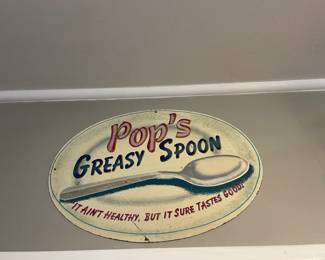 Pop's
GREASY SPOON
IT AIN'T HEALTHY, BUT IT SURE TASTES GOOD!